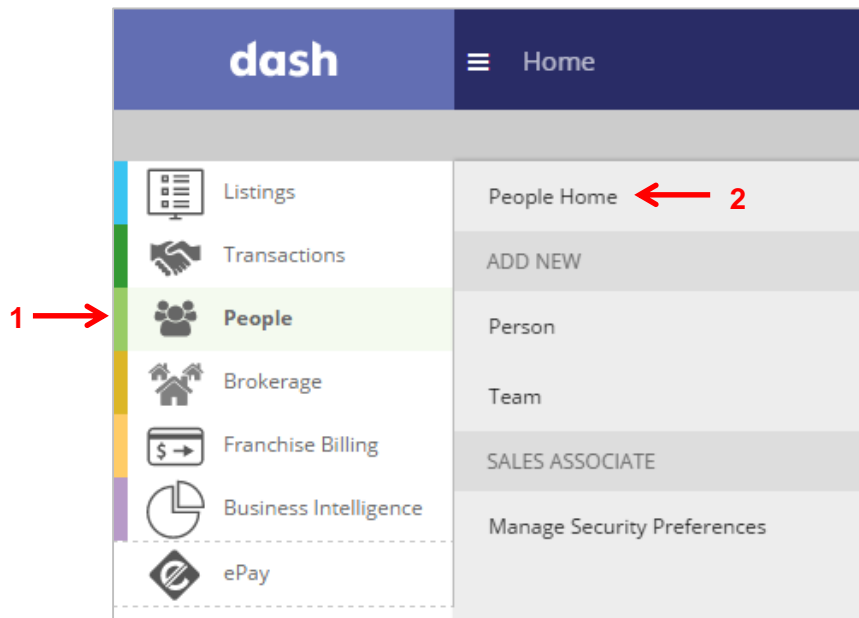 dash
Home
Listings
Transactions
1
People
Brokerage
Franchise Billing
$
Business Intelligence
ePay
People Home
2
ADD NEW
Person
Team
SALES ASSOCIATE
Manage Security Preferences